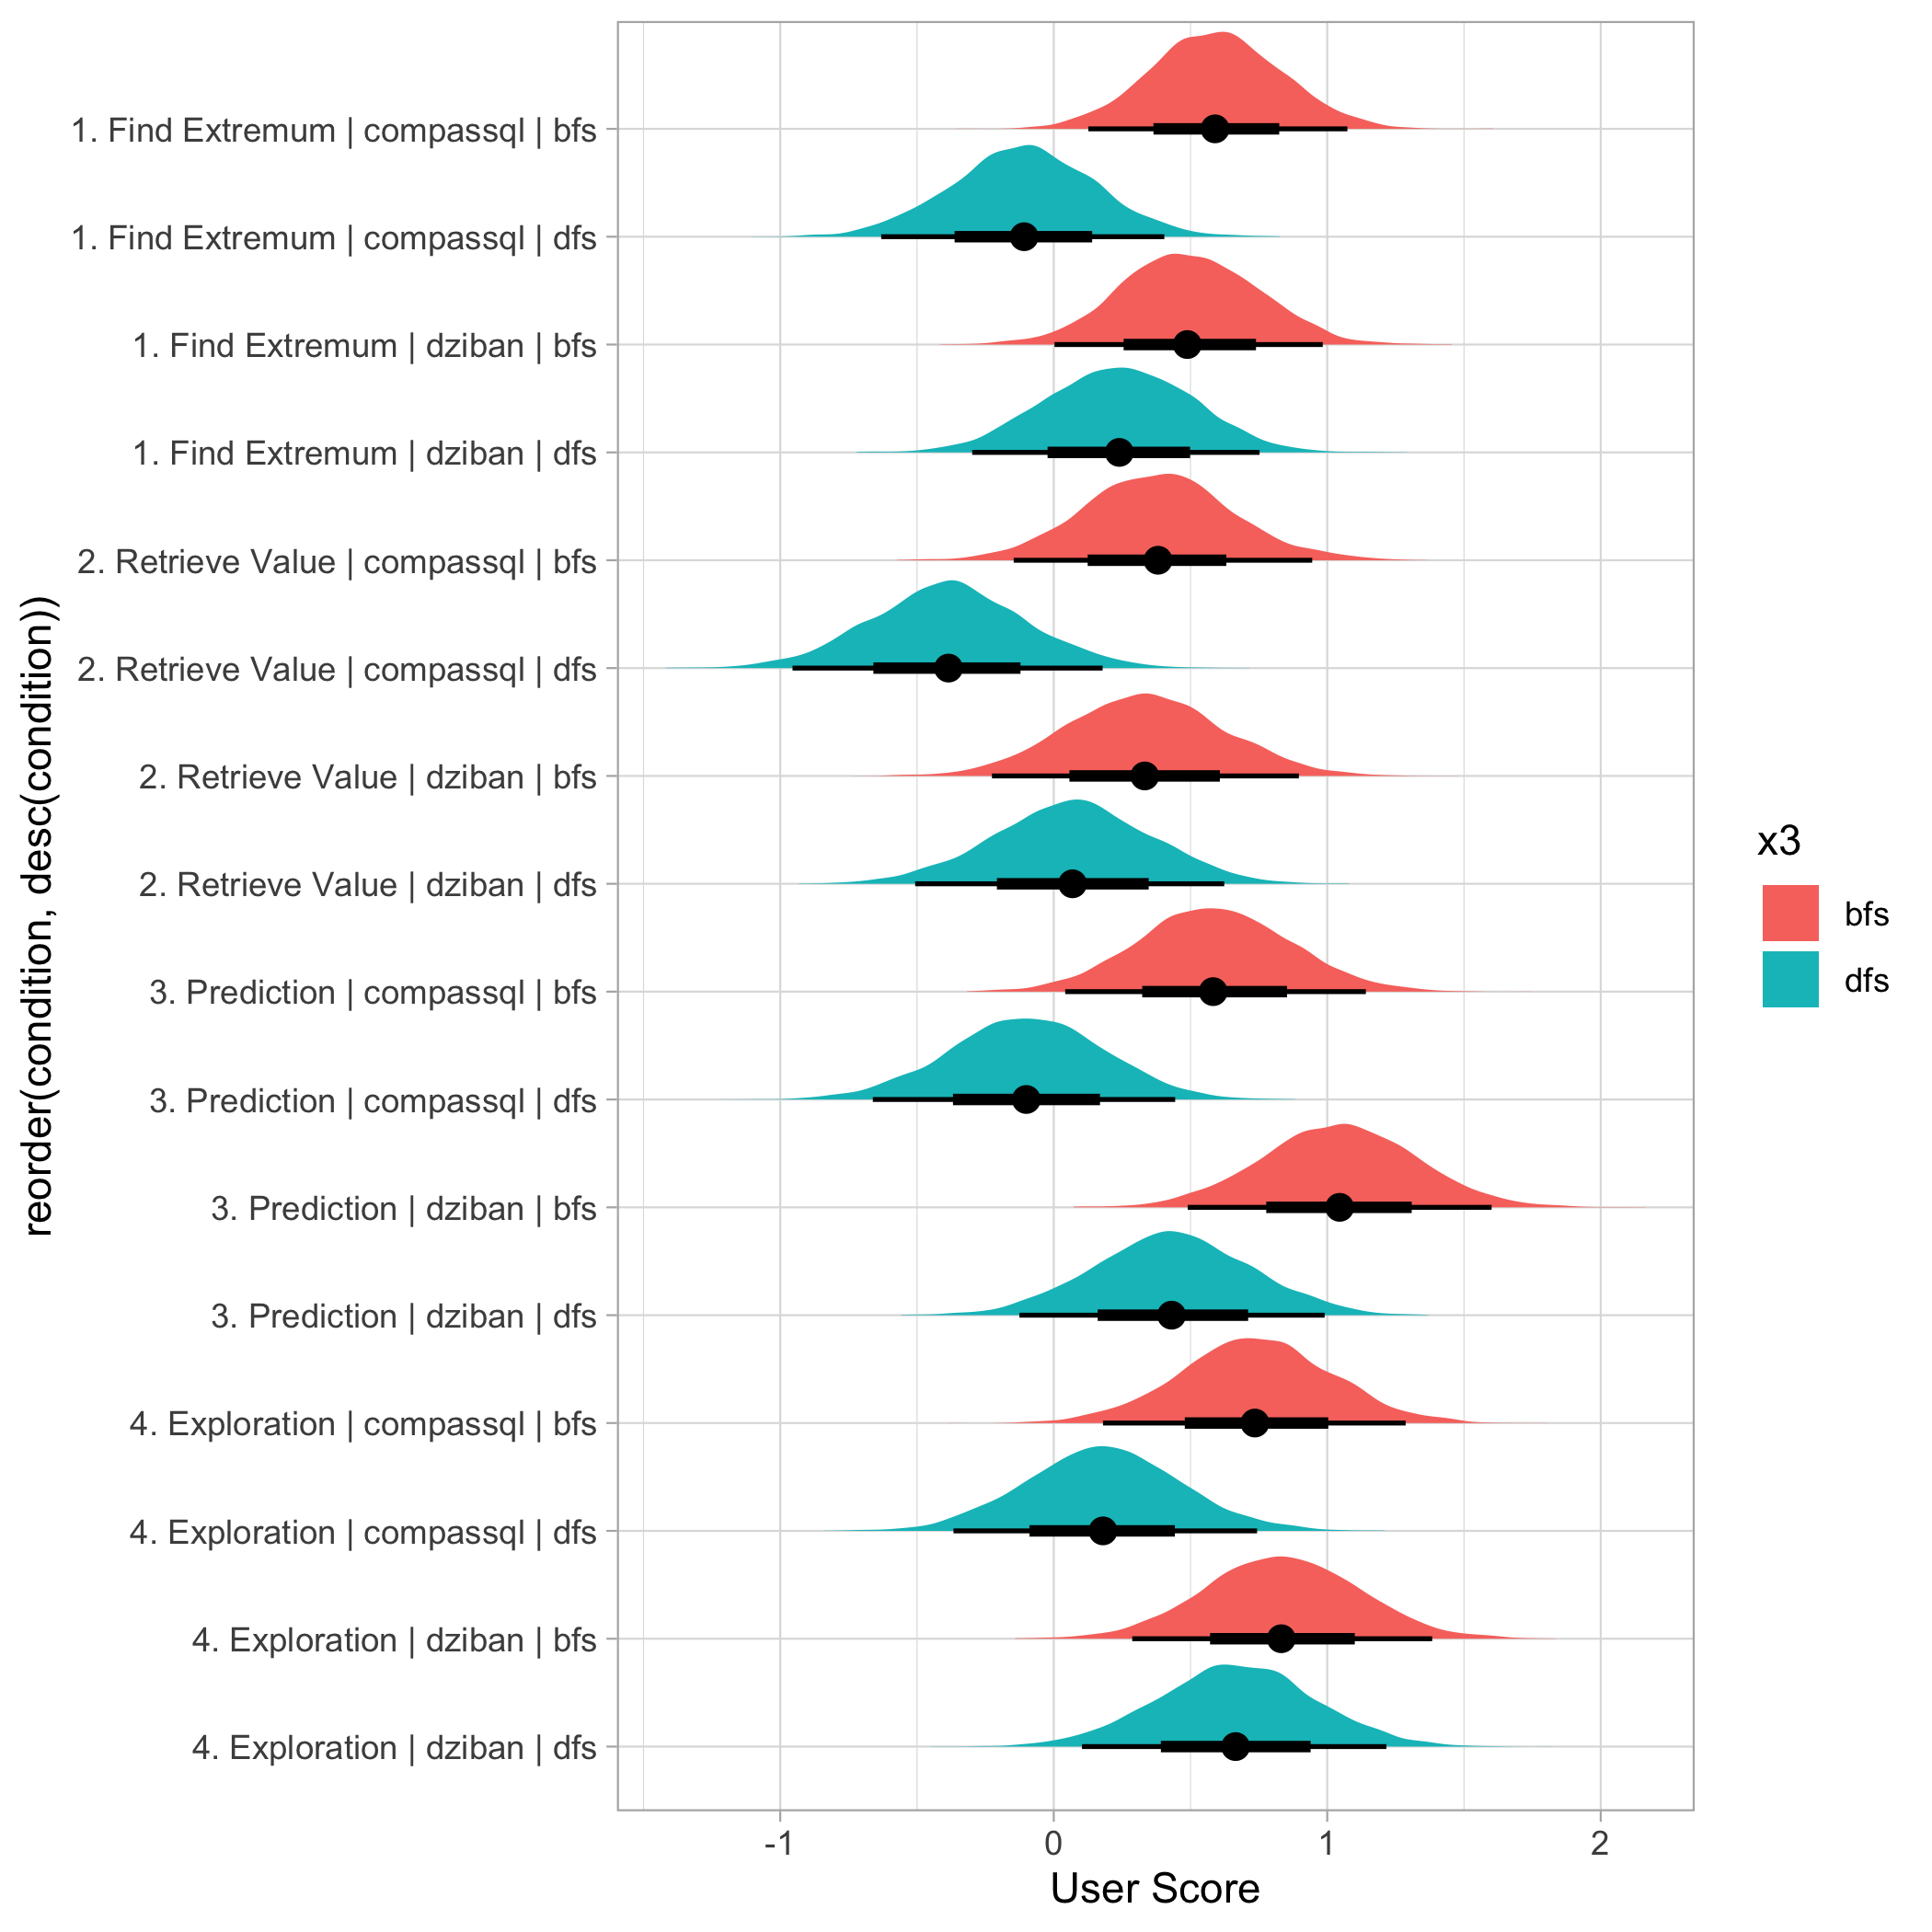 1. Find Extremum | compassql | bfs
1. Find Extremum | compassql | dfs
1. Find Extremum | dziban | bfs
1. Find Extremum | dziban | dfs
2. Retrieve Value | compassql | bfs
2. Retrieve Value | compassql | dfs
2. Retrieve Value | dziban | bfs
2. Retrieve Value | dziban | dfs
3. Prediction | compassql | bfs
3. Prediction | compassql | dfs
3. Prediction | dziban | bfs
3. Prediction | dziban | dfs
4. Exploration | compassql | bfs
4. Exploration | compassql | dfs
4. Exploration | dziban | bfs
4. Exploration | dziban | dfs
reorder(condition, desc(condition))
-1 0 1 2
User Score
x3
bfs
dfs